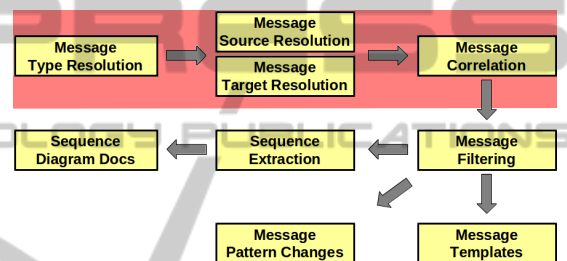 Message
Source Resolution
Message
Type Resolution
Message
Target Resolution
Message
Correlation
Sequence
Diagram Docs
Sequence
Extraction
Message
Filtering
Message
Pattern Changes
Message
Templates